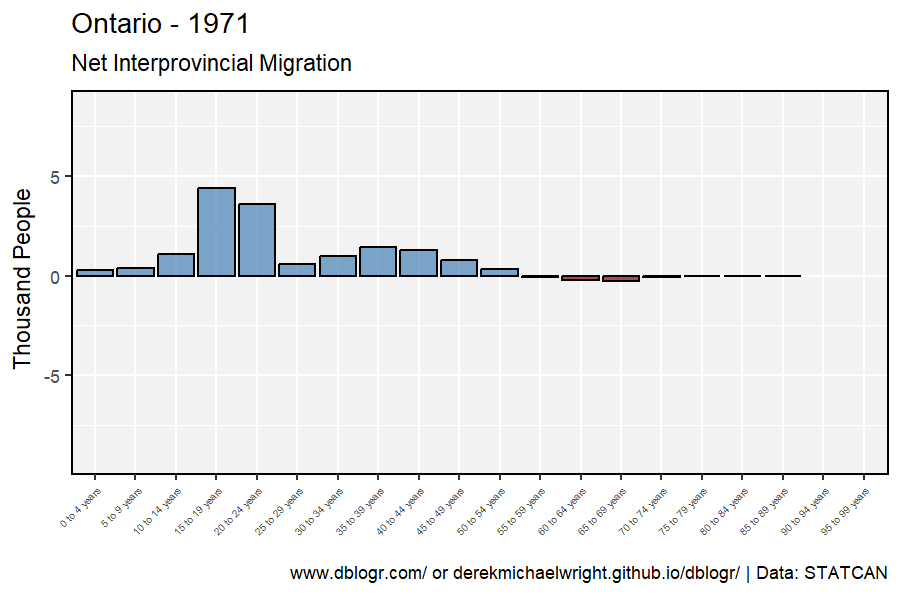 Ontario - 1971
Net Interprovincial Migration
Thousand People
5
0
-5
0 to 4 years
5 to 9 years
10 to 14 years
15 to 19 years
20 to 24 years
25 to 29 years
30 to 34 years
35 to 39 years
40 to 44 years
45 to 49 years
50 to 54 years
55 to 59 years
60 to 64 years
65 to 69 years
70 to 74 years
75 to 79 years
80 to 84 years
85 to 89 years
90 to 94 years
95 to 99 years
www.dblogr.com/ or derekmichaelwright.github.io/dblogr/ | Data: STATCAN